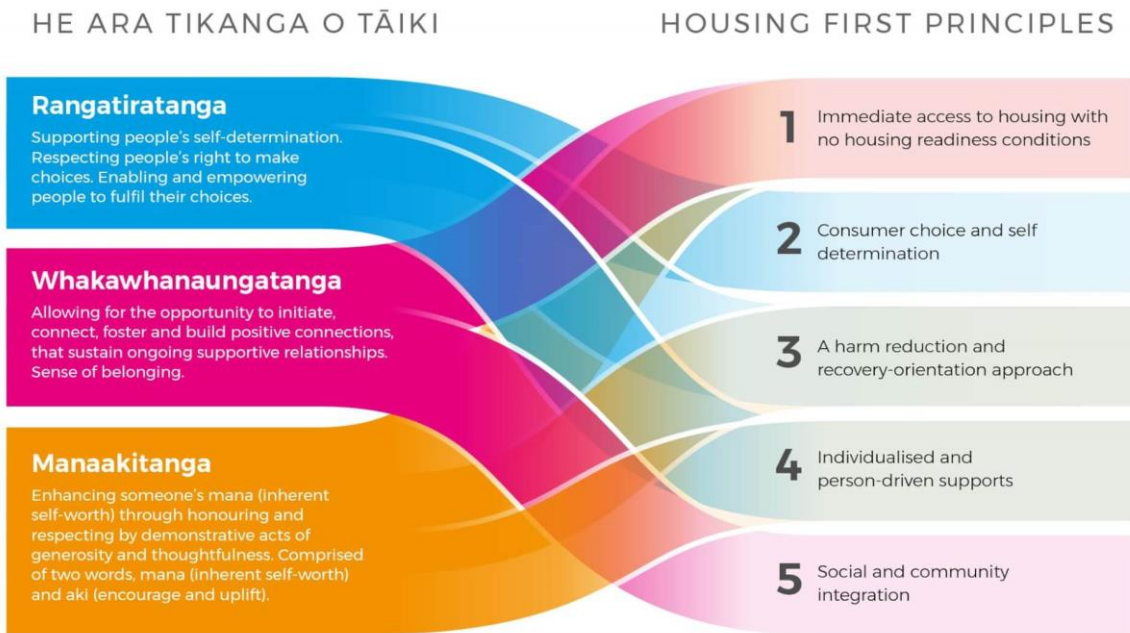 HE ARA TIKANGA O TĀIKI
Rangatiratanga
Supporting people's self-determination.
Respecting people's right to make
choices. Enabling and empowering
people to fulfil their choices.
Whakawhanaungatanga
Allowing for the opportunity to initiate,
connect, foster and build positive connections,
that sustain ongoing supportive relationships.
Sense of belonging.
Manaakitanga
Enhancing someone's mana (inherent
self-worth) through honouring and
respecting by demonstrative acts of
generosity and thoughtfulness. Comprised
of two words, mana (inherent self-worth)
and aki (encourage and uplift).
HOUSING FIRST PRINCIPLES
1 Immediate access to housing with
no housing readiness conditions
2 Consumer choice and self
determination
3 A harm reduction and
recovery-orientation approach
4 Individualised and
person-driven supports
5 Social and community
integration